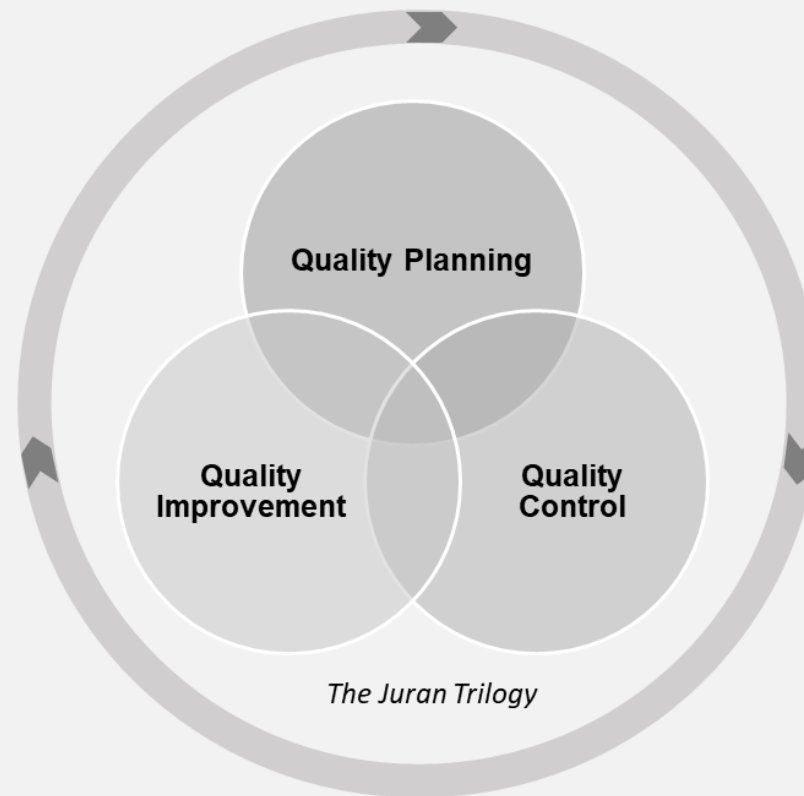 Quality Planning
Quality
Improvement
Quality
Control
The Juran Trilogy